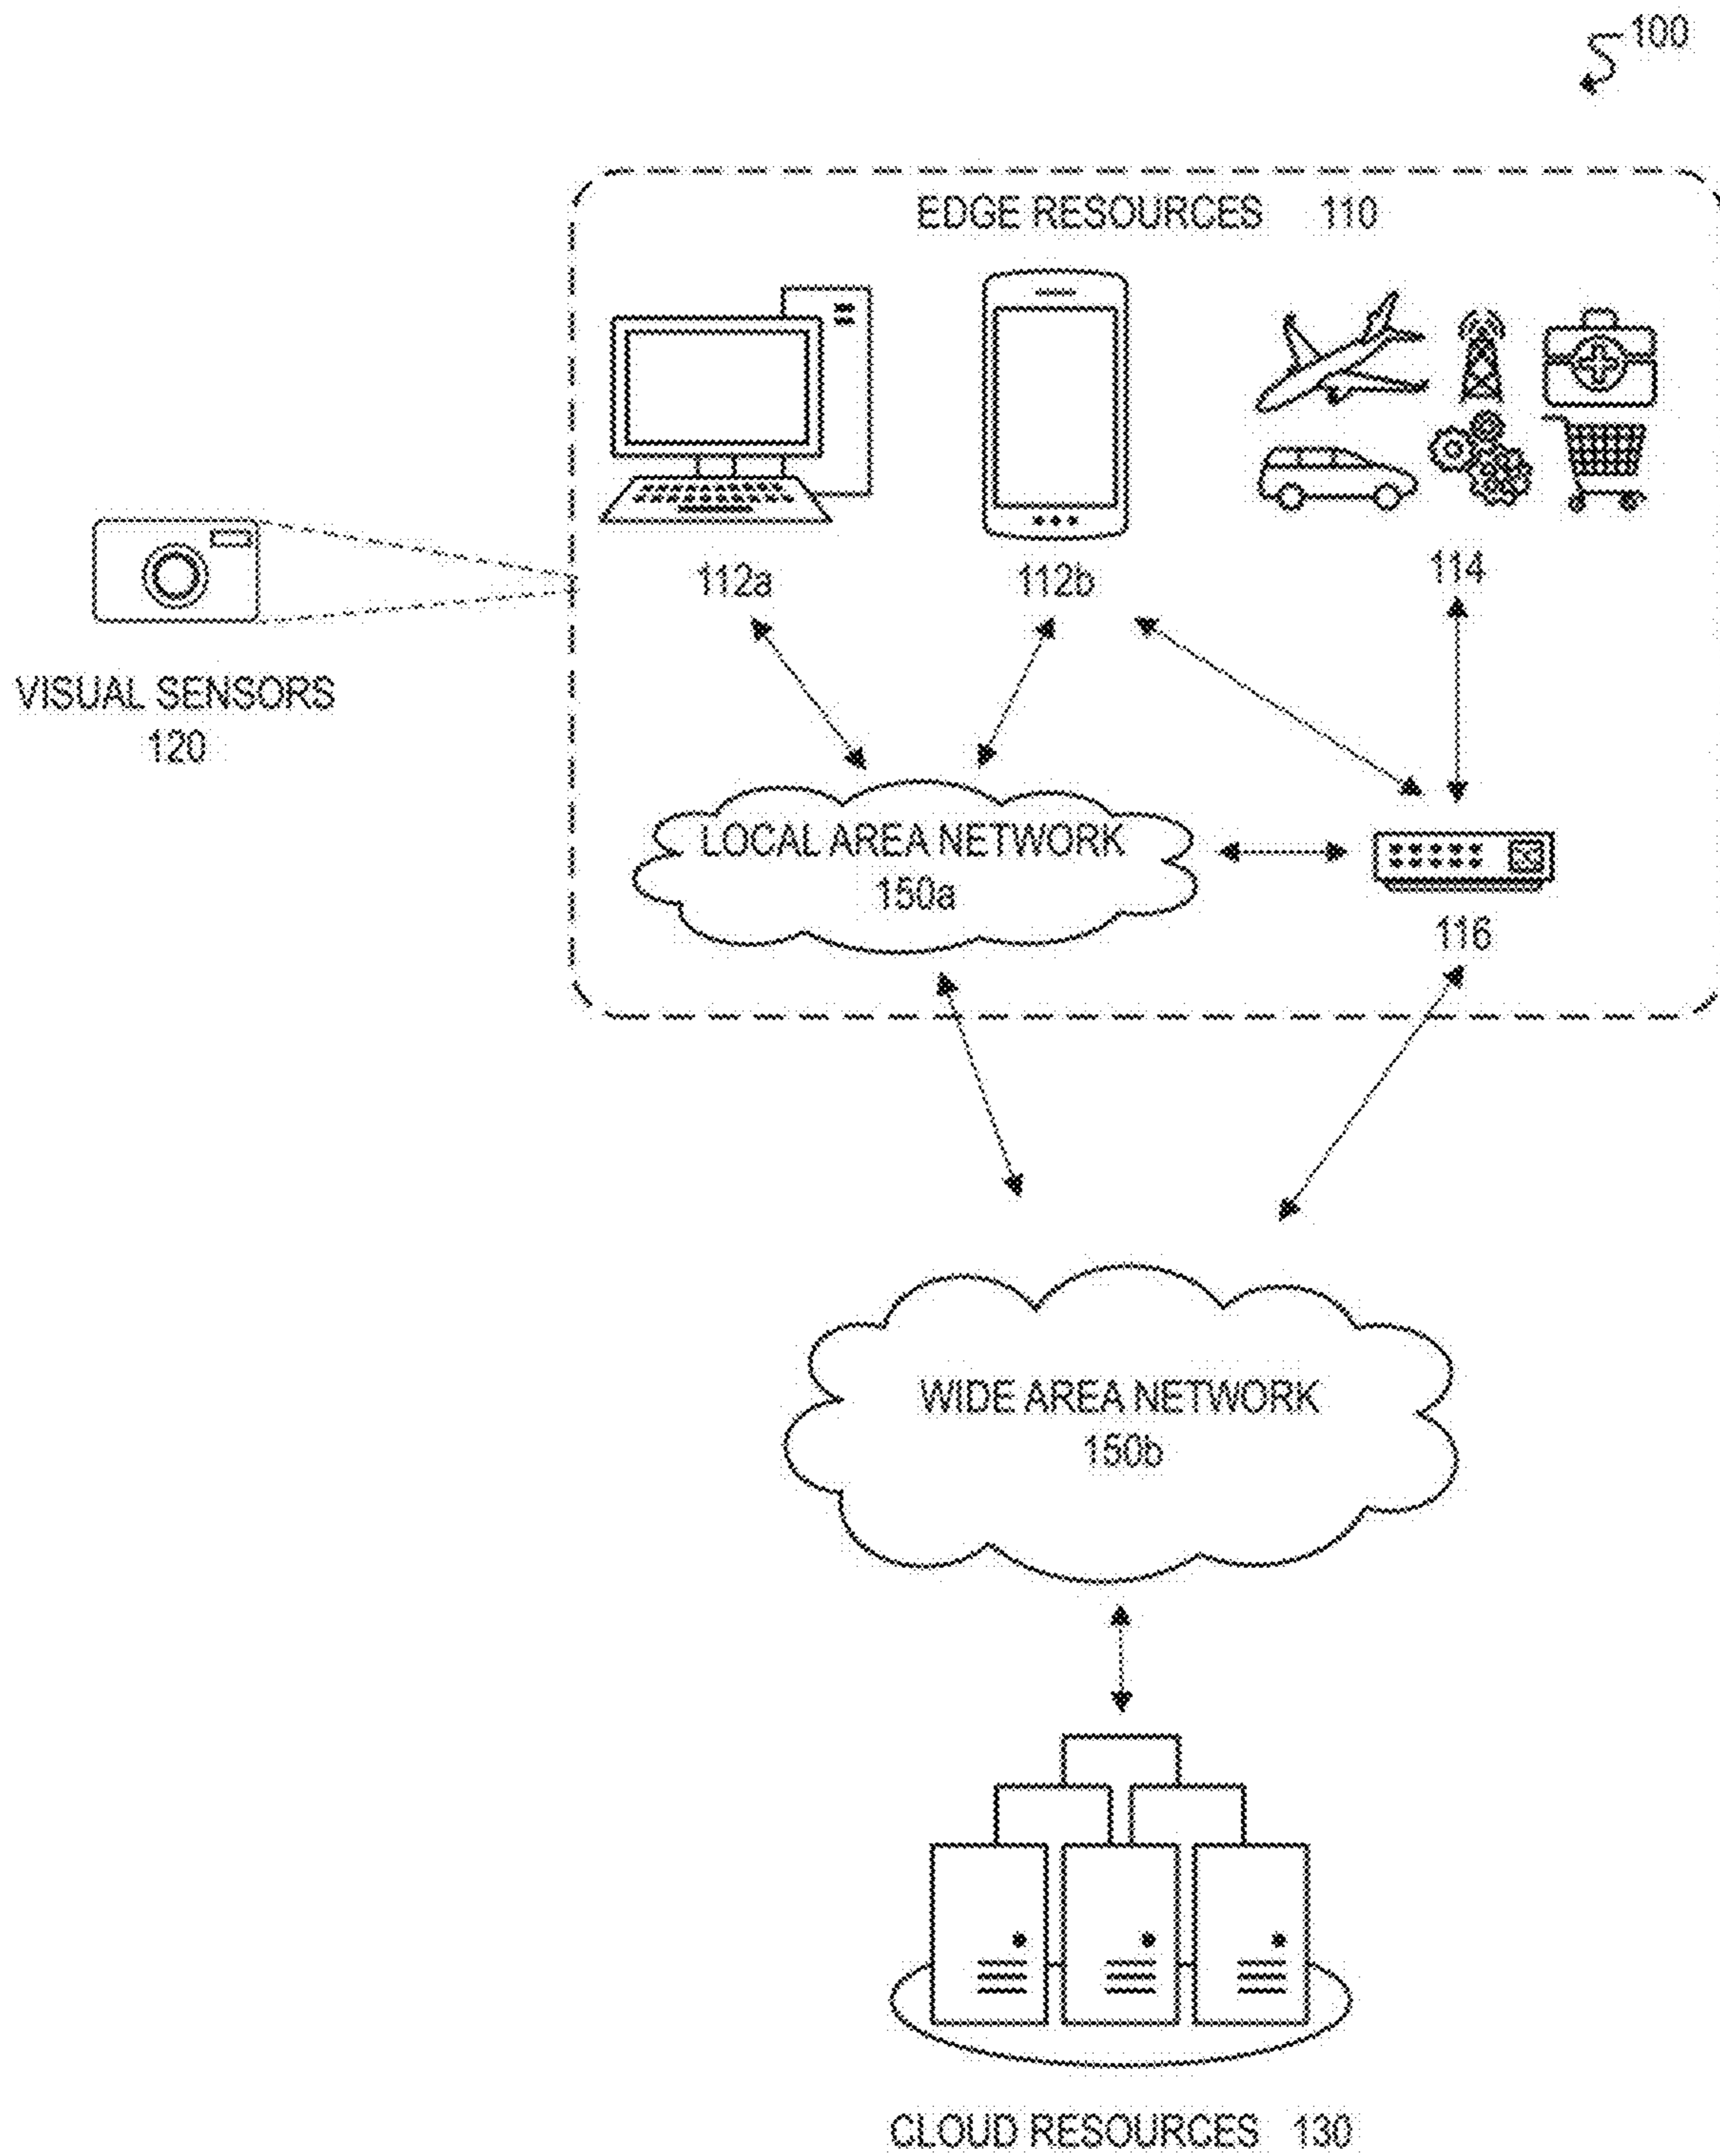 100
EDGE RESOURCES 110
112a
112b
114
VISUAL SENSORS
120
LOCAL AREA NETWORK
150a
116
WIDE AREA NETWORK
150b
CLOUD RESOURCES 130